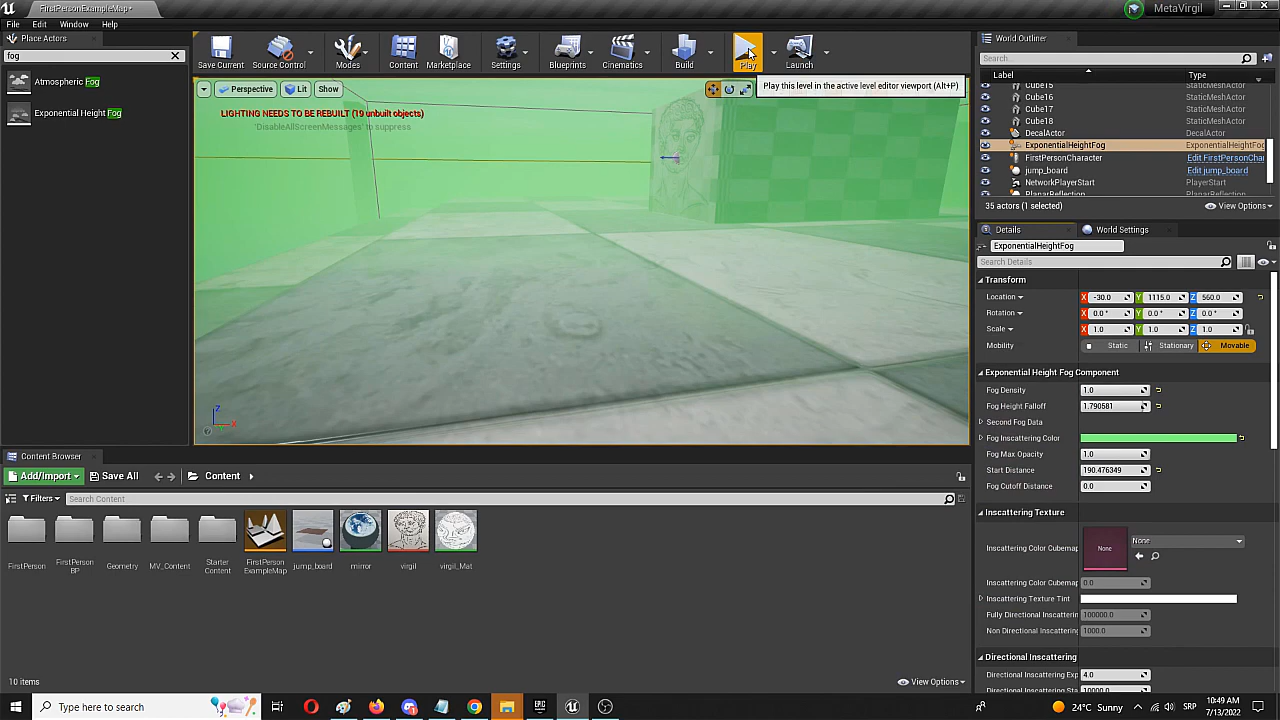 FirstPersonExampleMap*
MetaVirgil
File Edit Window Help
Place Actors
fog
Atmospheric Fog
Exponential Height Fog
Save Current
Source Control
Modes
Content
Marketplace
Settings
Blueprints
Cinematics
Build
Play
Launch
Perspective
Lit
Show
Play this level in the active level editor viewport (Alt+P)
LIGHTING NEEDS TO BE REBUILT (19 unbuilt objects)
'DisableAllScreenMessages' to suppress
Z
X
World Outliner
Search...
Label Type
Cube15 StaticMeshActor
Cube16 StaticMeshActor
Cube17 StaticMeshActor
Cube18 StaticMeshActor
DecalActor DecalActor
ExponentialHeightFog ExponentialHeightFog
FirstPersonCharacter Edit FirstPersonChar
jump_board Edit jump_board
NetworkPlayerStart PlayerStart
PlanarReflection PlanarReflection
35 actors (1 selected)
View Options
Details
World Settings
ExponentialHeightFog
Search Details
Transform
Location X -30.0 Y 1115.0 Z 560.0
Rotation X 0.0 ° Y 0.0 ° Z 0.0 °
Scale X 1.0 Y 1.0 Z 1.0
Mobility Static Stationary Movable
Exponential Height Fog Component
Fog Density 1.0
Fog Height Falloff 1.790581
Second Fog Data
Fog Inscattering Color
Fog Max Opacity 1.0
Start Distance 190.476349
Fog Cutoff Distance 0.0
Inscattering Texture
Inscattering Color Cubemap None None
Inscattering Color Cubemap 0.0
Inscattering Texture Tint
Fully Directional Inscatterin 100000.0
Non Directional Inscattering 1000.0
Directional Inscattering
Directional Inscattering Exp 4.0
Directional Inscattering Sta 10000.0
Content Browser
Add/Import
Save All
Content
Filters
Search Content
FirstPerson
FirstPerson
BP
Geometry
MV_Content
Starter
Content
FirstPerson
ExampleMap
jump_board
mirror
virgil
virgil_Mat
10 items
View Options
Type here to search
24°C Sunny
SRP
10:49 AM
7/13/2022